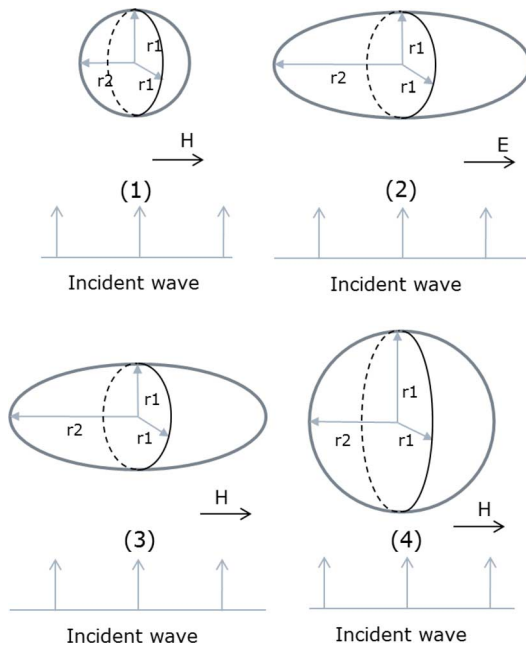 r1
r2
r1
H
(1)
Incident wave
r1
r2
r1
E
(2)
Incident wave
r1
r2
r1
H
(3)
Incident wave
r1
r2
r1
H
(4)
Incident wave